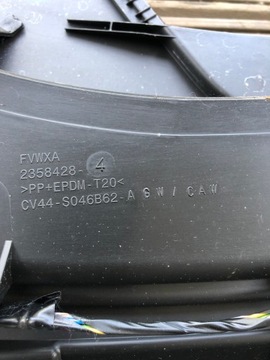 FVWXA
2358428-4
>PP+EPDM-T20<
CV44-S046B62-A GW/CAW